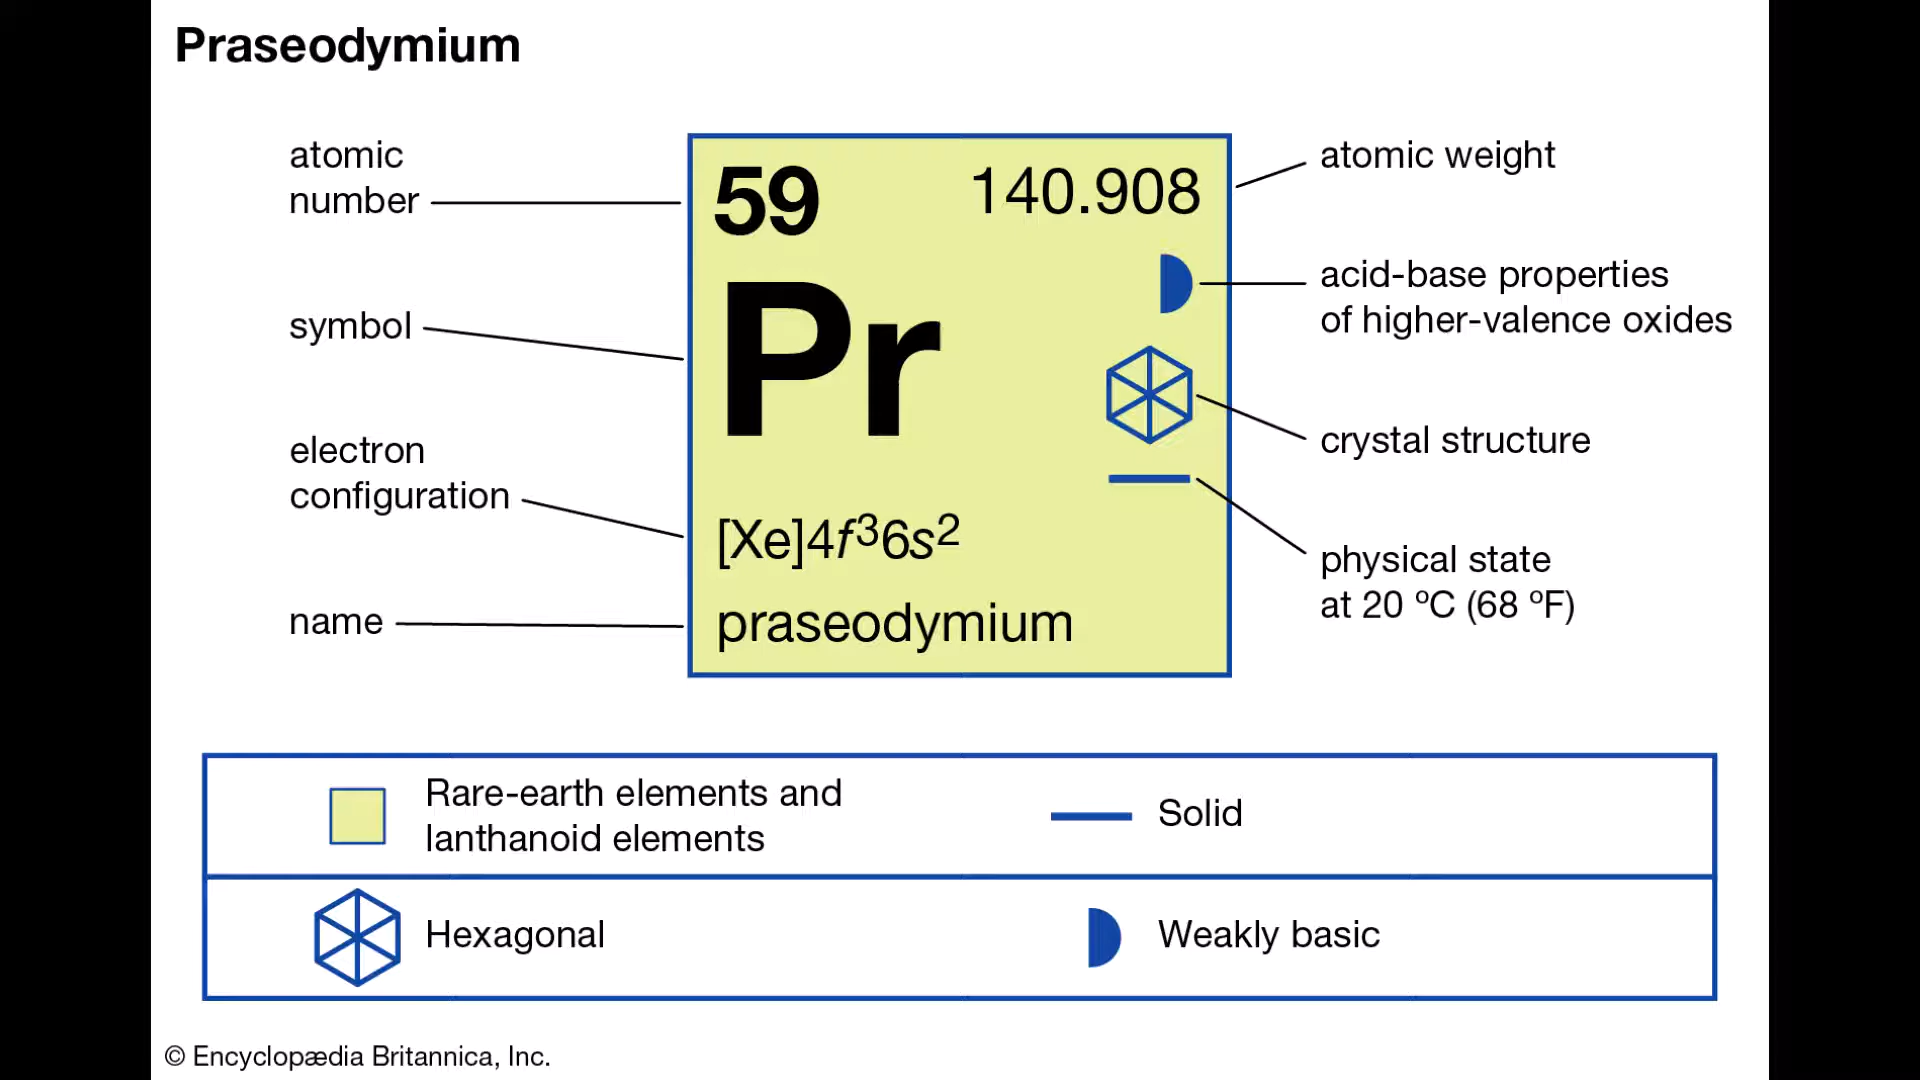 Praseodymium
atomic
number
symbol
electron
configuration
name
59
140.908
Pr
[Xe]4f³6s²
praseodymium
atomic weight
acid-base properties
of higher-valence oxides
crystal structure
physical state
at 20 ºC (68 ºF)
Rare-earth elements and
lanthanoid elements
Solid
Hexagonal
Weakly basic
© Encyclopædia Britannica, Inc.